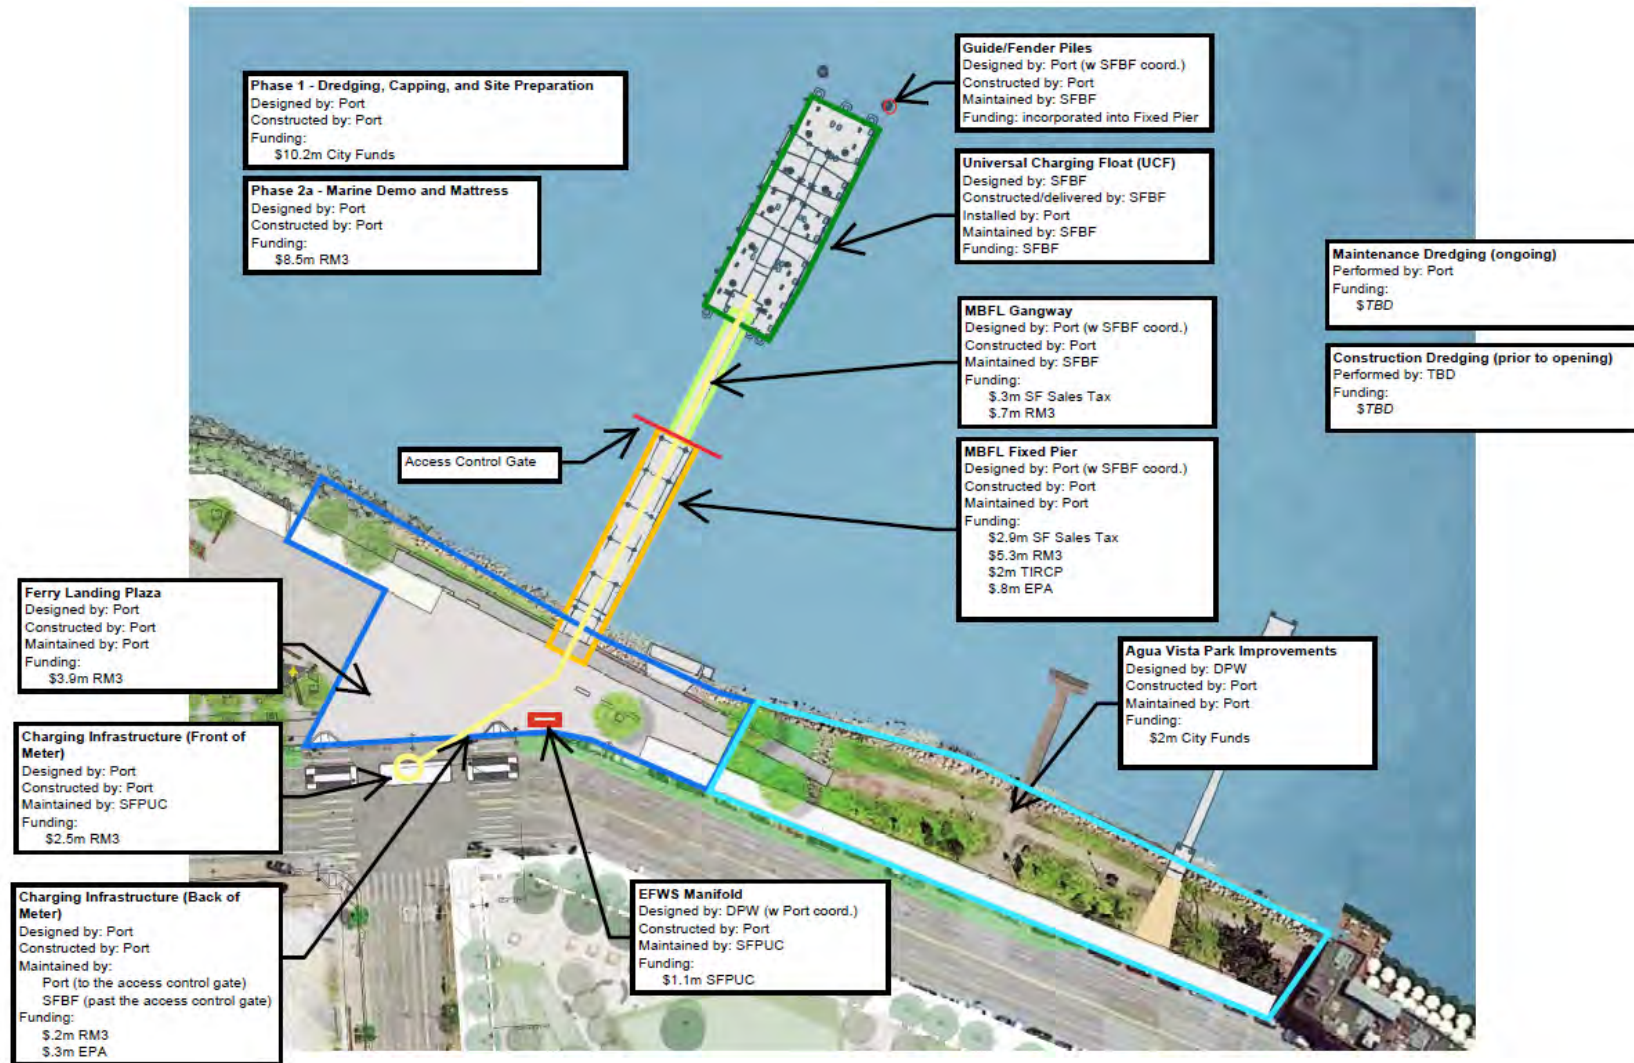 Phase 1 - Dredging, Capping, and Site Preparation
Designed by: Port
Constructed by: Port
Funding:
$10.2m City Funds
Phase 2a - Marine Demo and Mattress
Designed by: Port
Constructed by: Port
Funding:
$8.5m RM3
Guide/Fender Piles
Designed by: Port (w SFBF coord.)
Constructed by: Port
Maintained by: SFBF
Funding: incorporated into Fixed Pier
Universal Charging Float (UCF)
Designed by: SFBF
Constructed/delivered by: SFBF
Installed by: Port
Maintained by: SFBF
Funding: SFBF
Maintenance Dredging (ongoing)
Performed by: Port
Funding:
$TBD
Construction Dredging (prior to opening)
Performed by: TBD
Funding:
$TBD
MBFL Gangway
Designed by: Port (w SFBF coord.)
Constructed by: Port
Maintained by: SFBF
Funding:
$.3m SF Sales Tax
$.7m RM3
Access Control Gate
MBFL Fixed Pier
Designed by: Port (w SFBF coord.)
Constructed by: Port
Maintained by: Port
Funding:
$2.9m SF Sales Tax
$5.3m RM3
$2m TIRCP
$.8m EPA
Ferry Landing Plaza
Designed by: Port
Constructed by: Port
Maintained by: Port
Funding:
$3.9m RM3
Agua Vista Park Improvements
Designed by: DPW
Constructed by: Port
Maintained by: Port
Funding:
$2m City Funds
Charging Infrastructure (Front of
Meter)
Designed by: Port
Constructed by: Port
Maintained by: SFPUC
Funding:
$2.5m RM3
Charging Infrastructure (Back of
Meter)
Designed by: Port
Constructed by: Port
Maintained by:
Port (to the access control gate)
SFBF (past the access control gate)
Funding:
$.2m RM3
$.3m EPA
EFWS Manifold
Designed by: DPW (w Port coord.)
Constructed by: Port
Maintained by: SFPUC
Funding:
$1.1m SFPUC